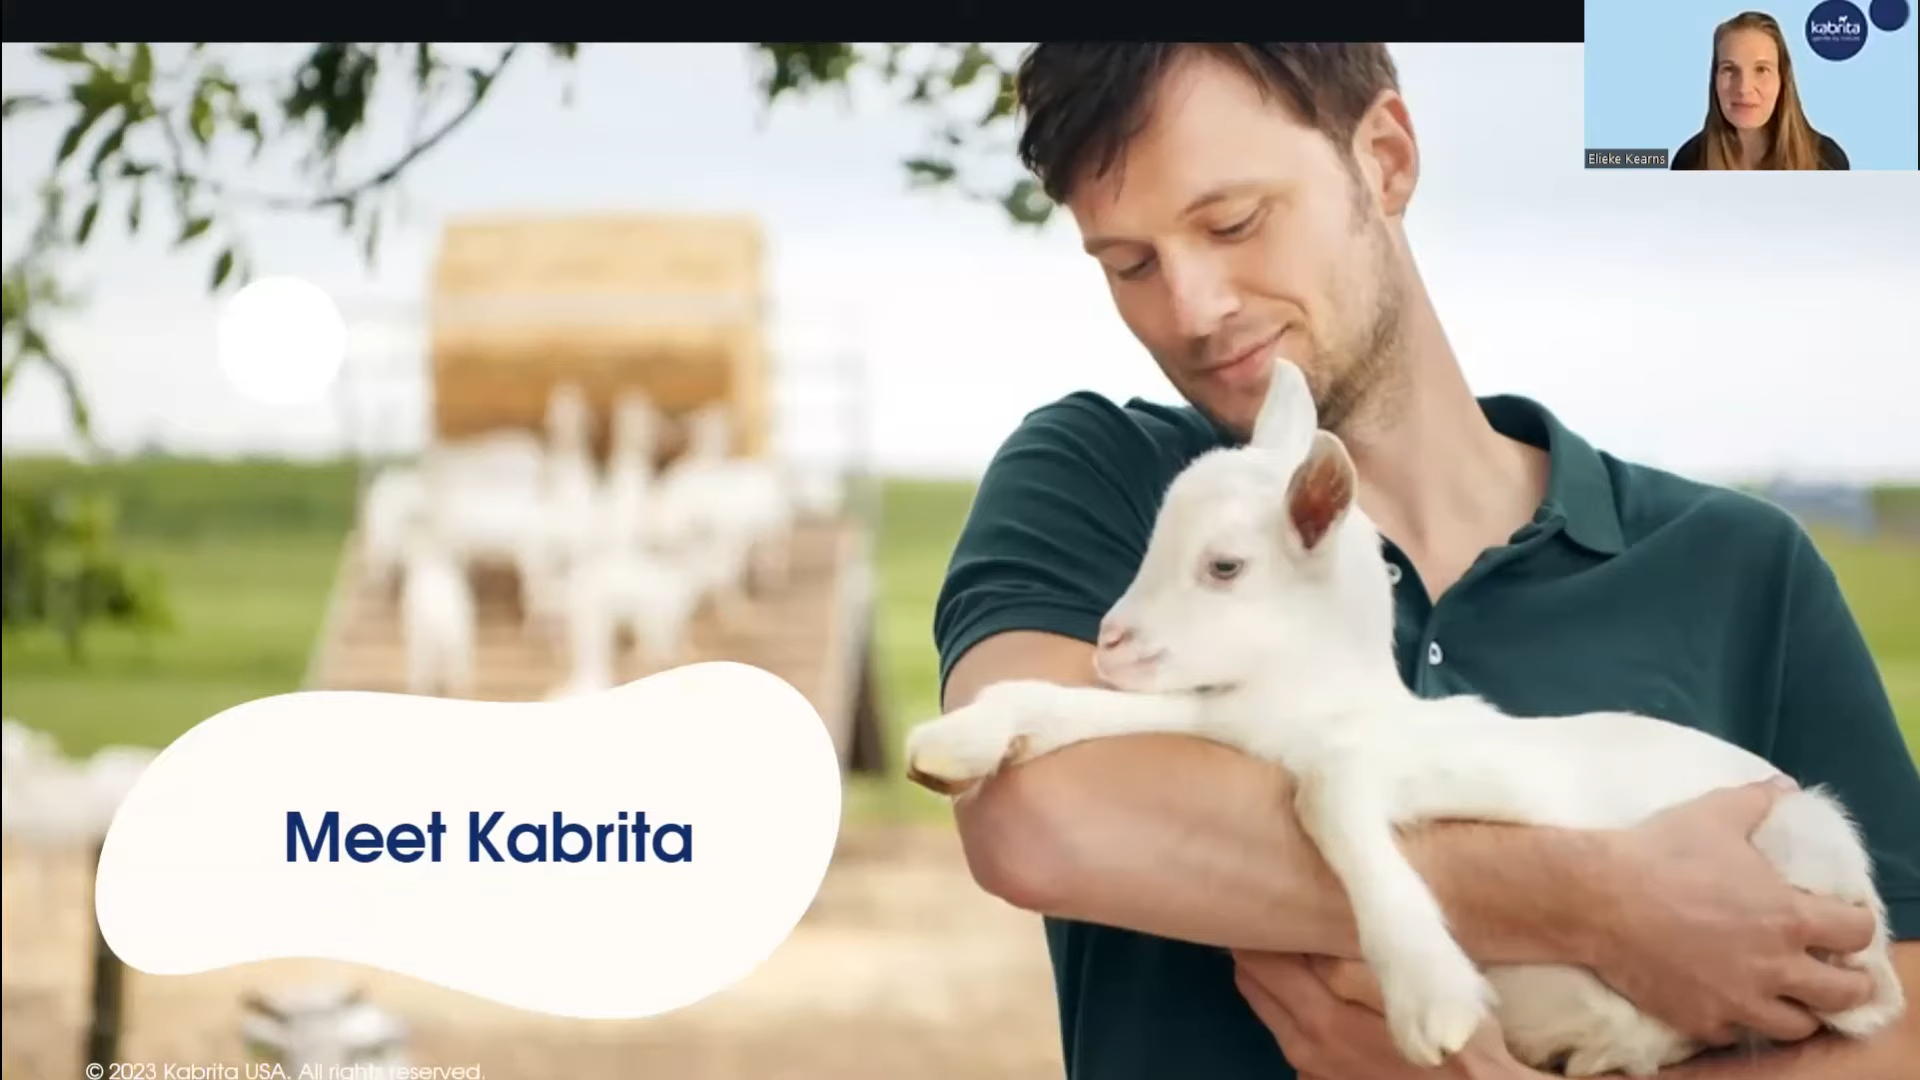 kabrita
Elieke Kearns
Meet Kabrita
© 2023 Kabrita USA. All rights reserved.